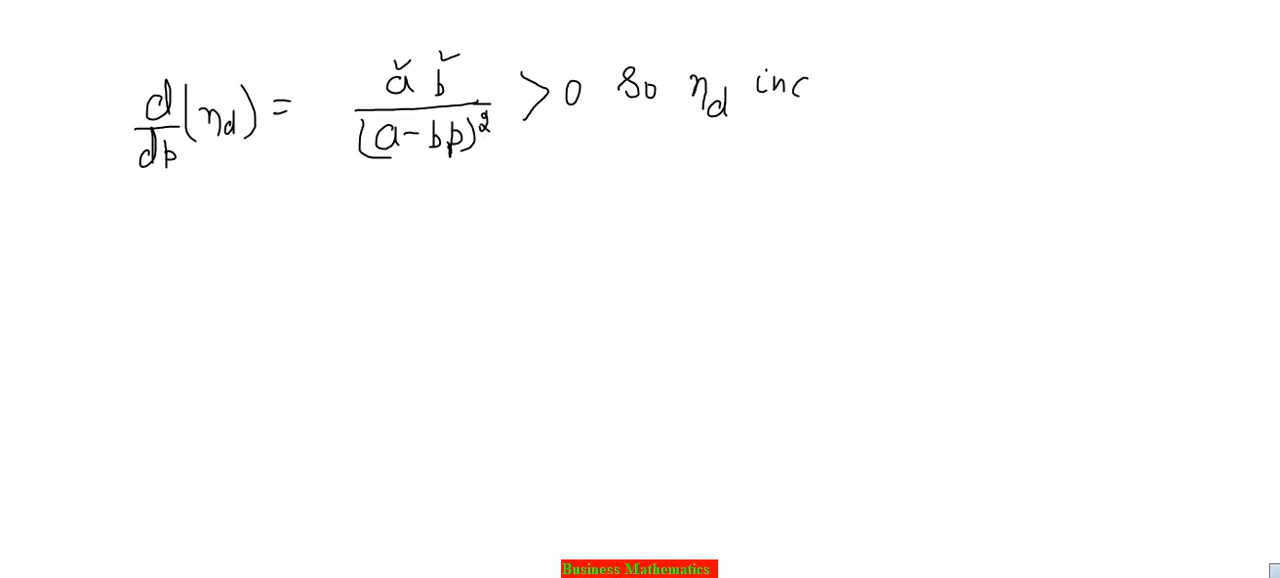 d/dp (η_d) = ab/(a-bp)² > 0 So η_d inc
Business Mathematics